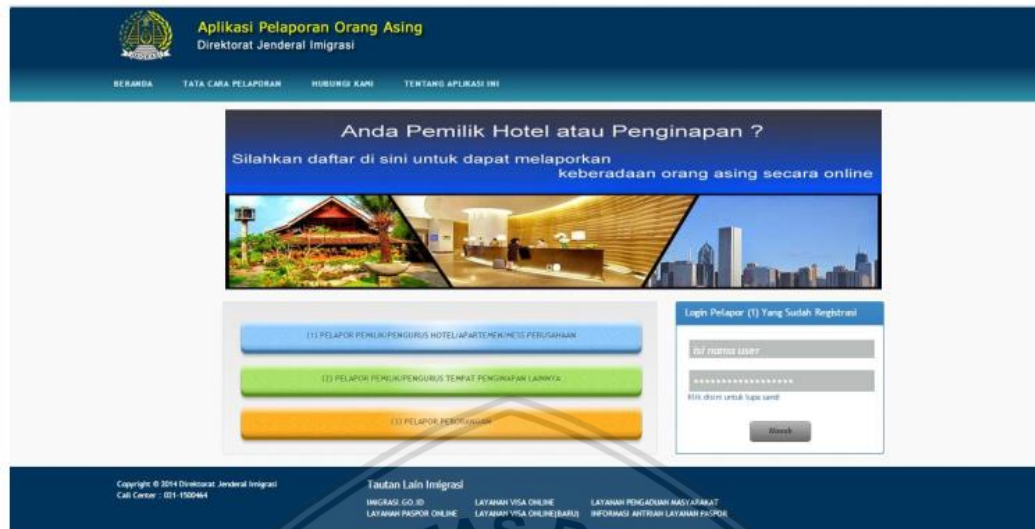 Aplikasi Pelaporan Orang Asing
Direktorat Jenderal Imigrasi
BERANDA TATA CARA PELAPORAN HUBUNGI KAMI TENTANG APLIKASI INI
Anda Pemilik Hotel atau Penginapan ?
Silahkan daftar di sini untuk dapat melaporkan
keberadaan orang asing secara online
(1) PELAPOR PEMILIK/PENGURUS HOTEL/APARTEMEN/MESS PERUSAHAAN
(2) PELAPOR PEMILIK/PENGURUS TEMPAT PENGINAPAN LAINNYA
(3) PELAPOR PERORANGAN
Login Pelapor (1) Yang Sudah Registrasi
isi nama user
Klik disini untuk lupa sandi
Masuk
Copyright © 2014 Direktorat Jenderal Imigrasi
Call Center : 021-1500464
Tautan Lain Imigrasi
IMIGRASI.GO.ID LAYANAN VISA ONLINE LAYANAN PENGADUAN MASYARAKAT
LAYANAN PASPOR ONLINE LAYANAN VISA ONLINE(BARU) INFORMASI ANTRIAN LAYANAN PASPOR